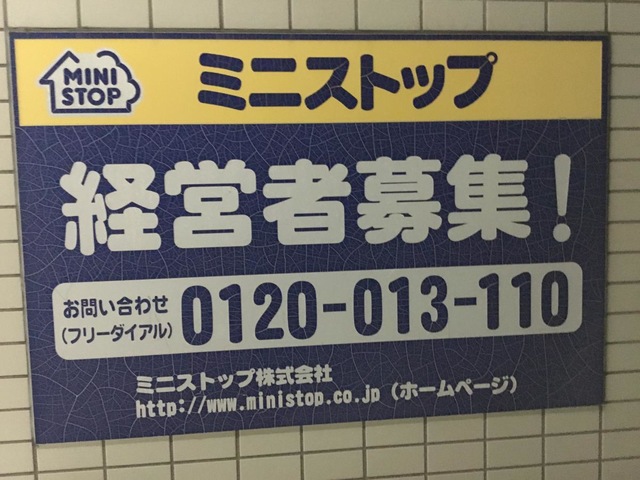 MINI
STOP
ミニストップ
経営者募集!
お問い合わせ
(フリーダイアル)
0120-013-110
ミニストップ株式会社
http://www.ministop.co.jp (ホームページ)